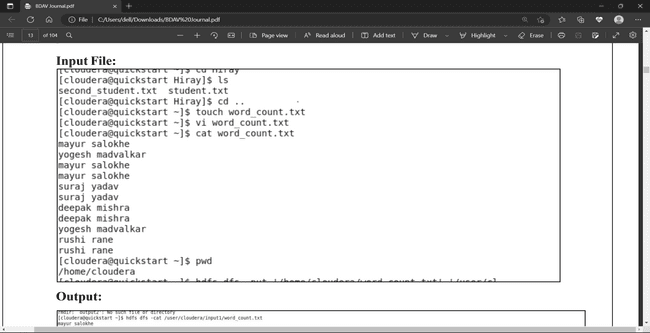 BDAV Journal.pdf
File | C:/Users/dell/Downloads/BDAV%20Journal.pdf
13 of 104
Page view
Read aloud
Add text
Draw
Highlight
Erase
Input File:
[cloudera@quickstart ~]$ cd Hiray
[cloudera@quickstart Hiray]$ ls
second_student.txt student.txt
[cloudera@quickstart Hiray]$ cd ..
[cloudera@quickstart ~]$ touch word_count.txt
[cloudera@quickstart ~]$ vi word_count.txt
[cloudera@quickstart ~]$ cat word_count.txt
mayur salokhe
yogesh madvalkar
mayur salokhe
mayur salokhe
suraj yadav
suraj yadav
deepak mishra
deepak mishra
yogesh madvalkar
rushi rane
rushi rane
[cloudera@quickstart ~]$ pwd
/home/cloudera
[cloudera@quickstart ~]$ hdfs dfs -put '/home/cloudera/word_count.txt'
Output:
No such file or directory
[cloudera@quickstart ~]$ hdfs dfs -cat /user/cloudera/input1/word_count.txt
mayur salokhe